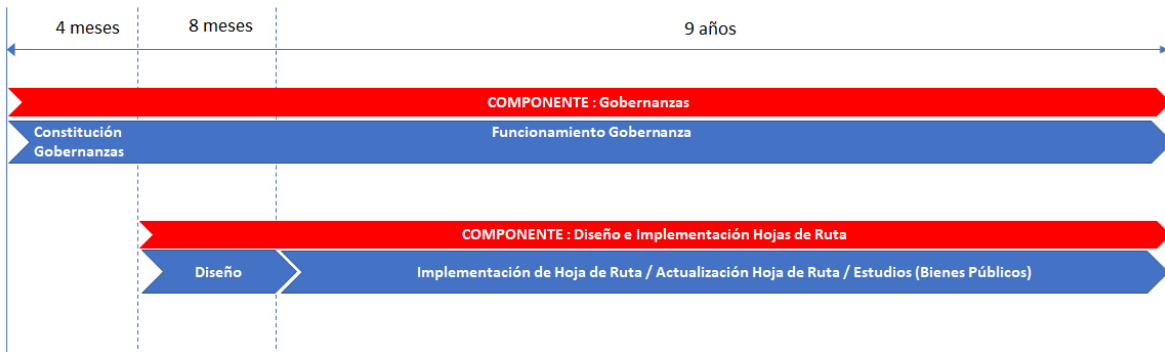 4 meses
8 meses
9 años
COMPONENTE : Gobernanzas
Constitución
Gobernanzas
Funcionamiento Gobernanza
COMPONENTE : Diseño e Implementación Hojas de Ruta
Diseño
Implementación de Hoja de Ruta / Actualización Hoja de Ruta / Estudios (Bienes Públicos)